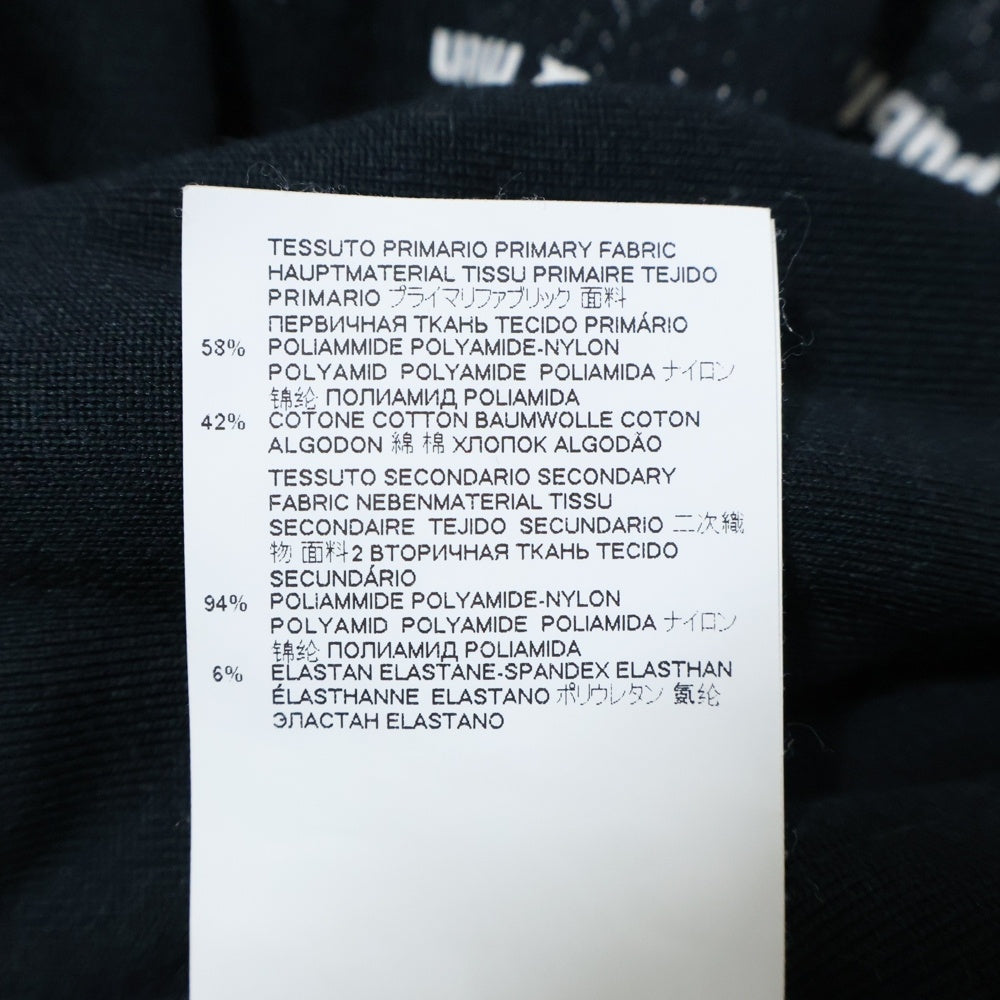 TESSUTO PRIMARIO PRIMARY FABRIC
HAUPTMATERIAL TISSU PRIMAIRE TEJIDO
PRIMARIO プライマリファブリック 面料
ПЕРВИЧНАЯ ТКАНЬ TECIDO PRIMÁRIO
58% POLIAMMIDE POLYAMIDE-NYLON
POLYAMID POLYAMIDE POLIAMIDA ナイロン
锦纶 ПОЛИАМИД POLIAMIDA
42% COTONE COTTON BAUMWOLLE COTON
ALGODON 綿 棉 ХЛОПОК ALGODÃO
TESSUTO SECONDARIO SECONDARY
FABRIC NEBENMATERIAL TISSU
SECONDAIRE TEJIDO SECUNDARIO 二次織
物 面料2 ВТОРИЧНАЯ ТКАНЬ TECIDO
SECUNDÁRIO
94% POLIAMMIDE POLYAMIDE-NYLON
POLYAMID POLYAMIDE POLIAMIDA ナイロン
锦纶 ПОЛИАМИД POLIAMIDA
6% ELASTAN ELASTANE-SPANDEX ELASTHAN
ÉLASTHANNE ELASTANO ポリウレタン 氨纶
ЭЛАСТАН ELASTANO